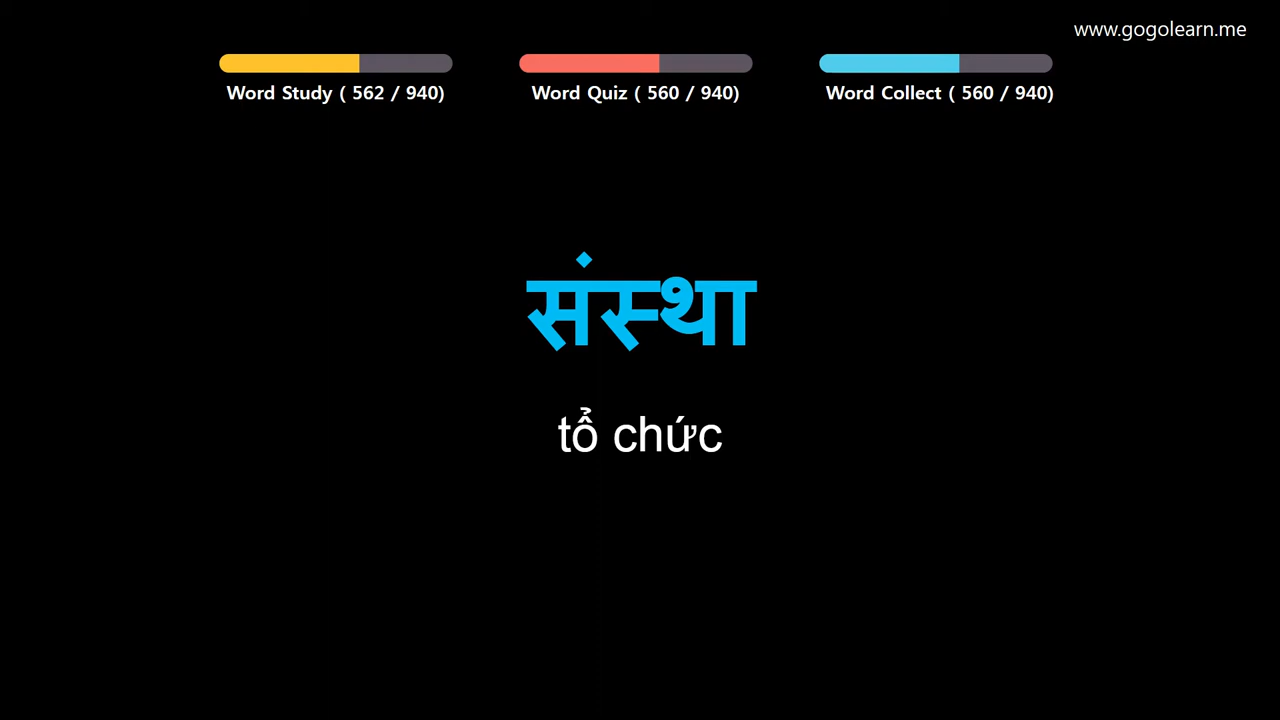 www.gogolearn.me
Word Study ( 562 / 940)
Word Quiz ( 560 / 940)
Word Collect ( 560 / 940)
संस्था
tổ chức